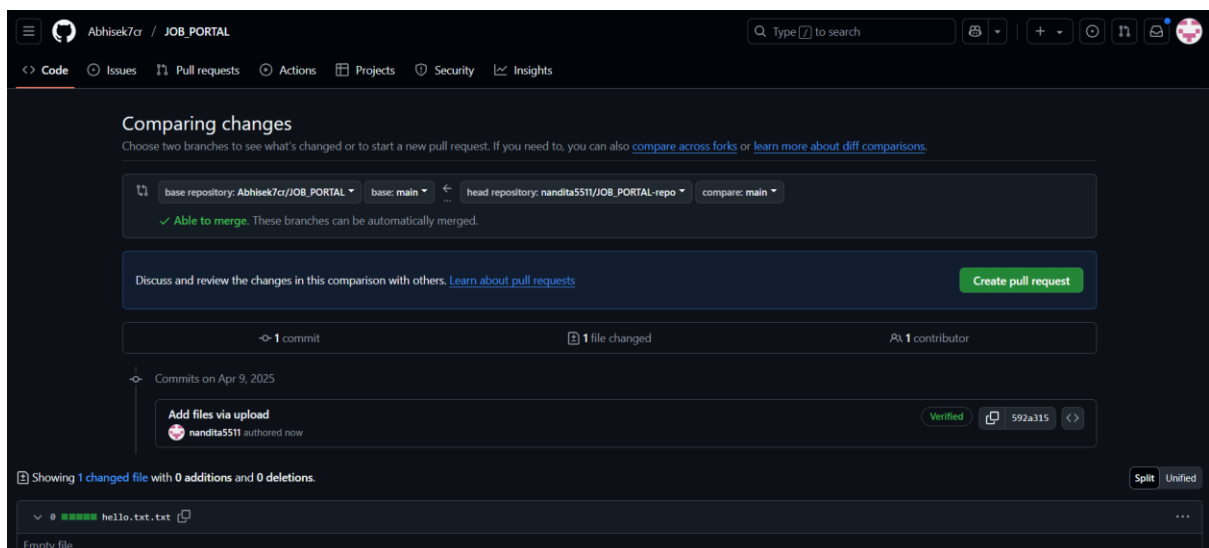 Abhisek7cr / JOB_PORTAL
Type / to search
Code Issues Pull requests Actions Projects Security Insights
Comparing changes
Choose two branches to see what's changed or to start a new pull request. If you need to, you can also compare across forks or learn more about diff comparisons.
base repository: Abhisek7cr/JOB_PORTAL base: main ← ... head repository: nandita5511/JOB_PORTAL-repo compare: main
✓ Able to merge. These branches can be automatically merged.
Discuss and review the changes in this comparison with others. Learn about pull requests Create pull request
1 commit 1 file changed 1 contributor
Commits on Apr 9, 2025
Add files via upload
Verified 592a315
nandita5511 authored now
Showing 1 changed file with 0 additions and 0 deletions. Split Unified
0 hello.txt.txt ...
Empty file